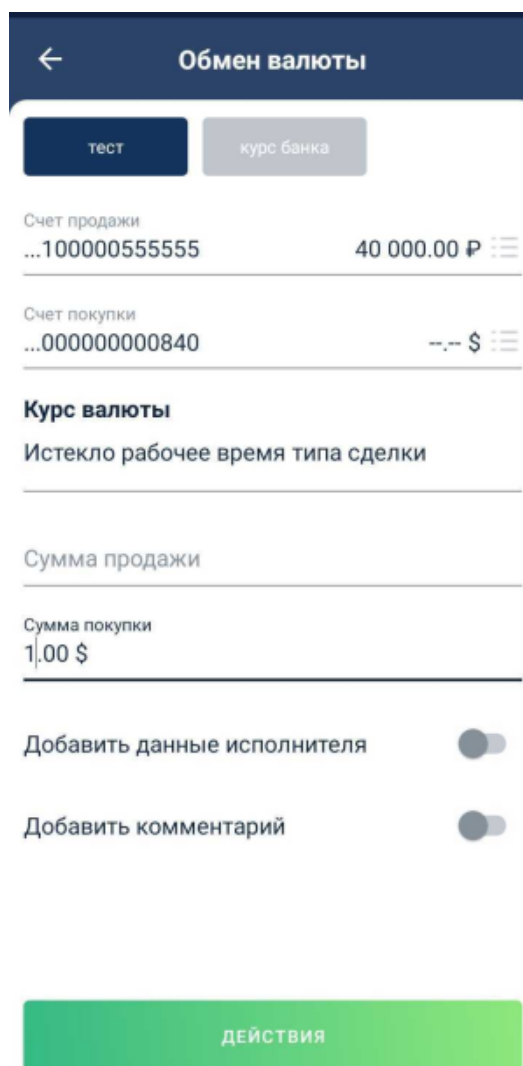 Обмен валюты
тест курс банка
Счет продажи
...100000555555 40 000.00 ₽
Счет покупки
...000000000840 --.-- $
Курс валюты
Истекло рабочее время типа сделки
Сумма продажи
Сумма покупки
1.00 $
Добавить данные исполнителя
Добавить комментарий
ДЕЙСТВИЯ